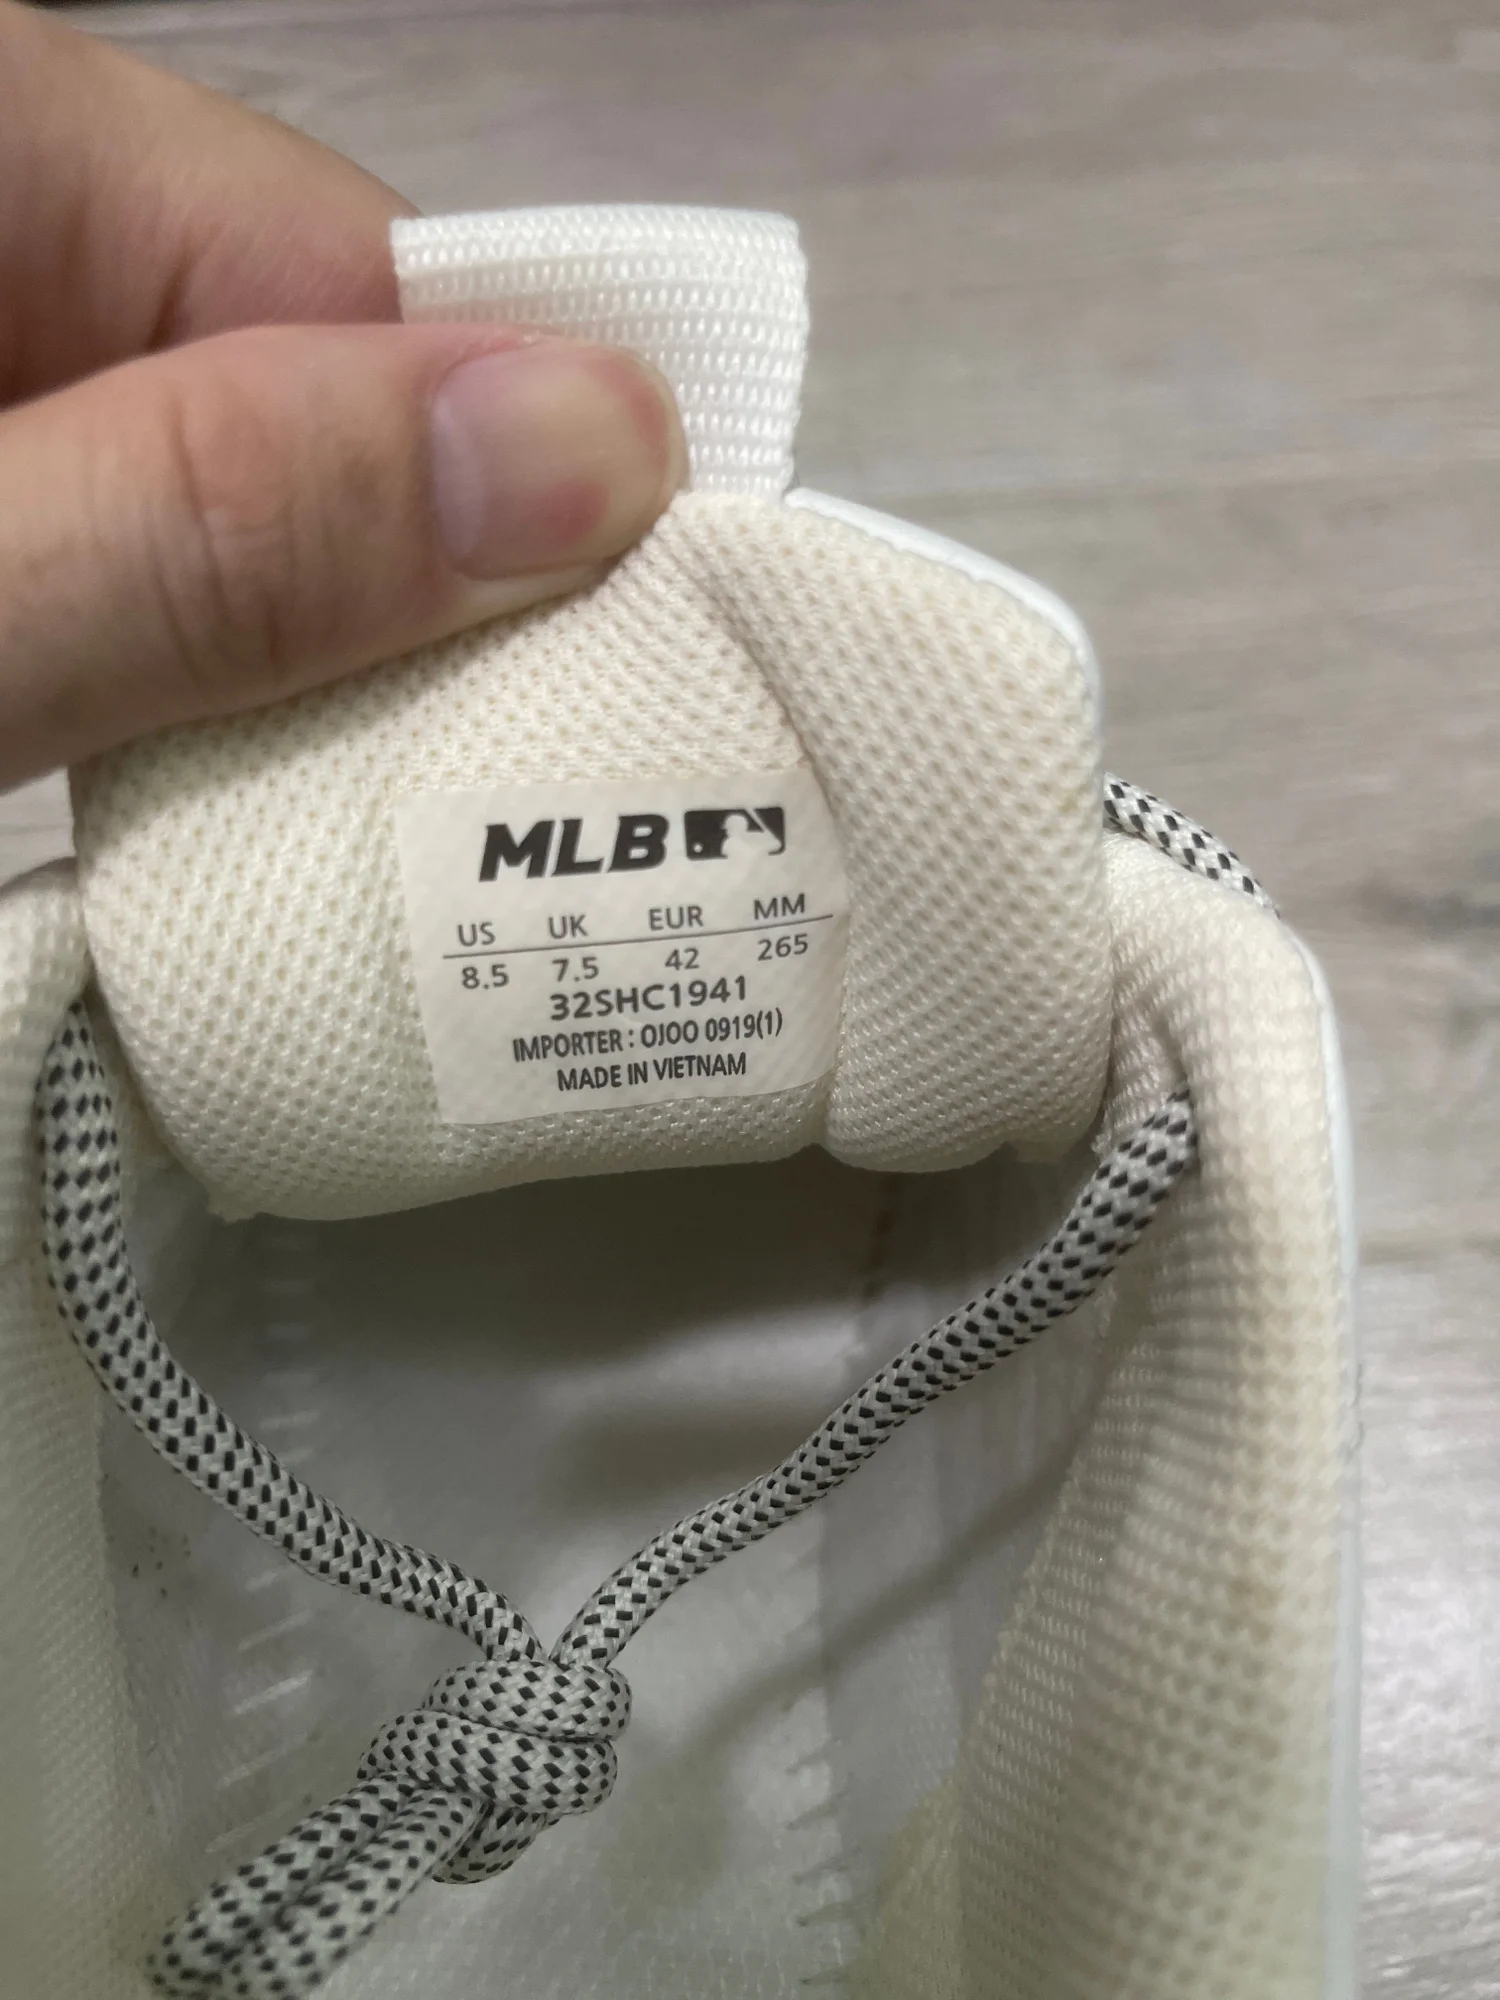 MLB
US UK EUR MM
8.5 7.5 42 265
32SHC1941
IMPORTER : OJOO 0919(1)
MADE IN VIETNAM